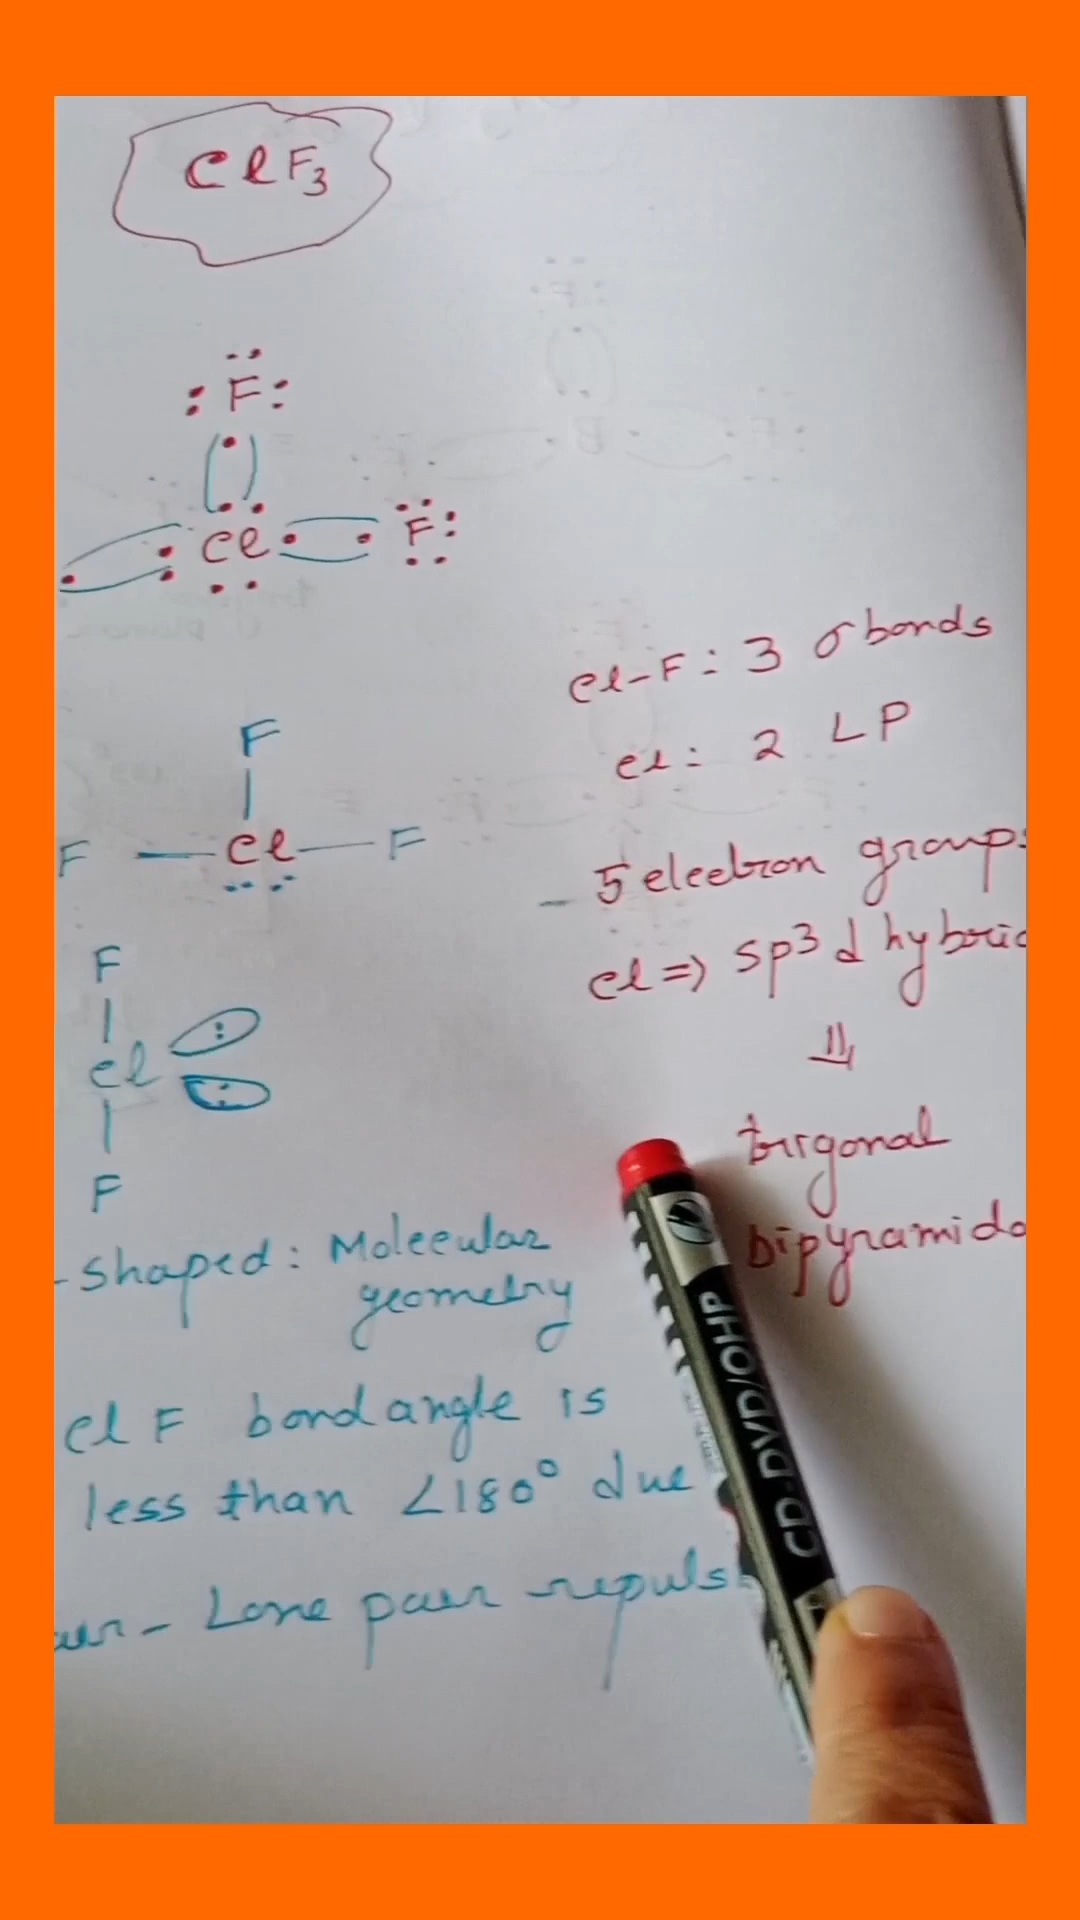 ClF3
F
Cl F
F
F Cl F
Cl-F: 3 σ bonds
Cl: 2 LP
- 5 electron group
Cl => sp³d hybrid
F
Cl
F
trigonal
bipyramida
-shaped: Molecular
geometry
Cl F bond angle is
less than ∠180° due
- Lone pair repuls
CD-DVD/OHP